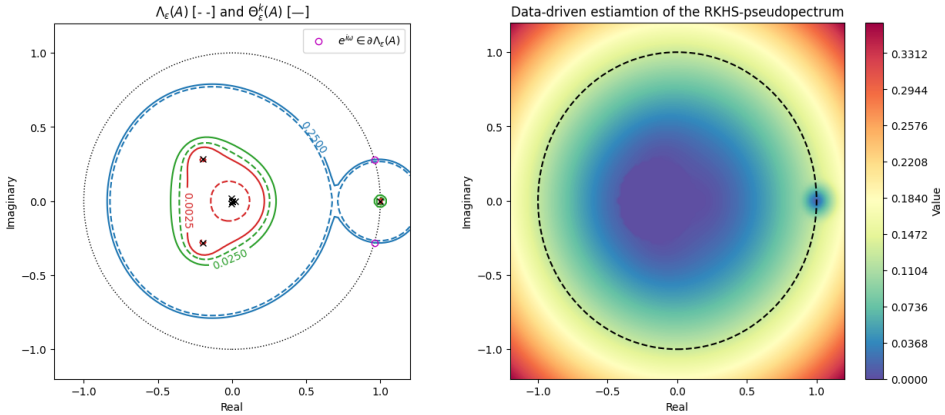 Λ_ε(A) [- -] and Θ_ε^k(A) [—]
e^{iω} ∈ ∂Λ_ε(A)
Imaginary
1.0
0.5
0.0
−0.5
−1.0
0.2500
0.0025
0.0250
−1.0 −0.5 0.0 0.5 1.0
Real
Data-driven estiamtion of the RKHS-pseudopectrum
Imaginary
1.0
0.5
0.0
−0.5
−1.0
−1.0 −0.5 0.0 0.5 1.0
Real
0.3312
0.2944
0.2576
0.2208
0.1840
0.1472
0.1104
0.0736
0.0368
0.0000
Value